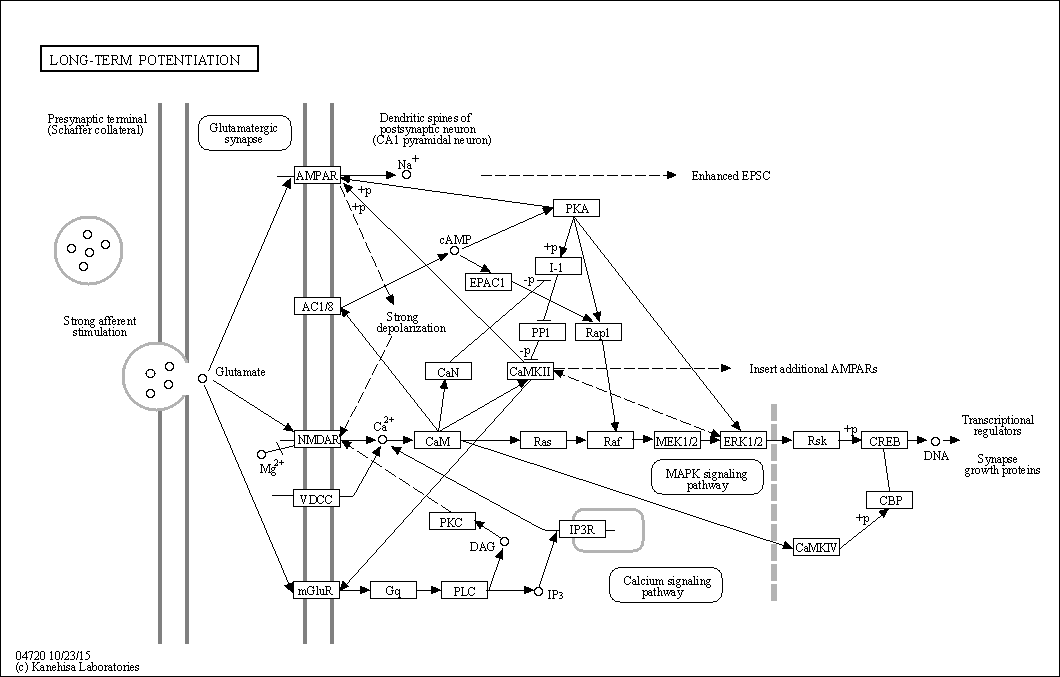 LONG-TERM POTENTIATION
Presynaptic terminal
(Schaffer collateral)
Glutamatergic
synapse
Dendritic spines of
postsynaptic neuron
(CA1 pyramidal neuron)
Na+
AMPAR
Enhanced EPSC
+p
+p
PKA
cAMP
+p
I-1
EPAC1
-p
AC1/8
Strong
depolarization
Strong afferent
stimulation
PP1
Rap1
-p
Glutamate
CaN
CaMKII
Insert additional AMPARs
Ca2+
NMDAR
CaM
Ras
Raf
MEK1/2
ERK1/2
Rsk
+p
CREB
DNA
Transcriptional
regulators
Synapse
growth proteins
Mg2+
MAPK signaling
pathway
VDCC
CBP
PKC
IP3R
+p
DAG
CaMKIV
mGluR
Gq
PLC
IP3
Calcium signaling
pathway
04720 10/23/15
(c) Kanehisa Laboratories